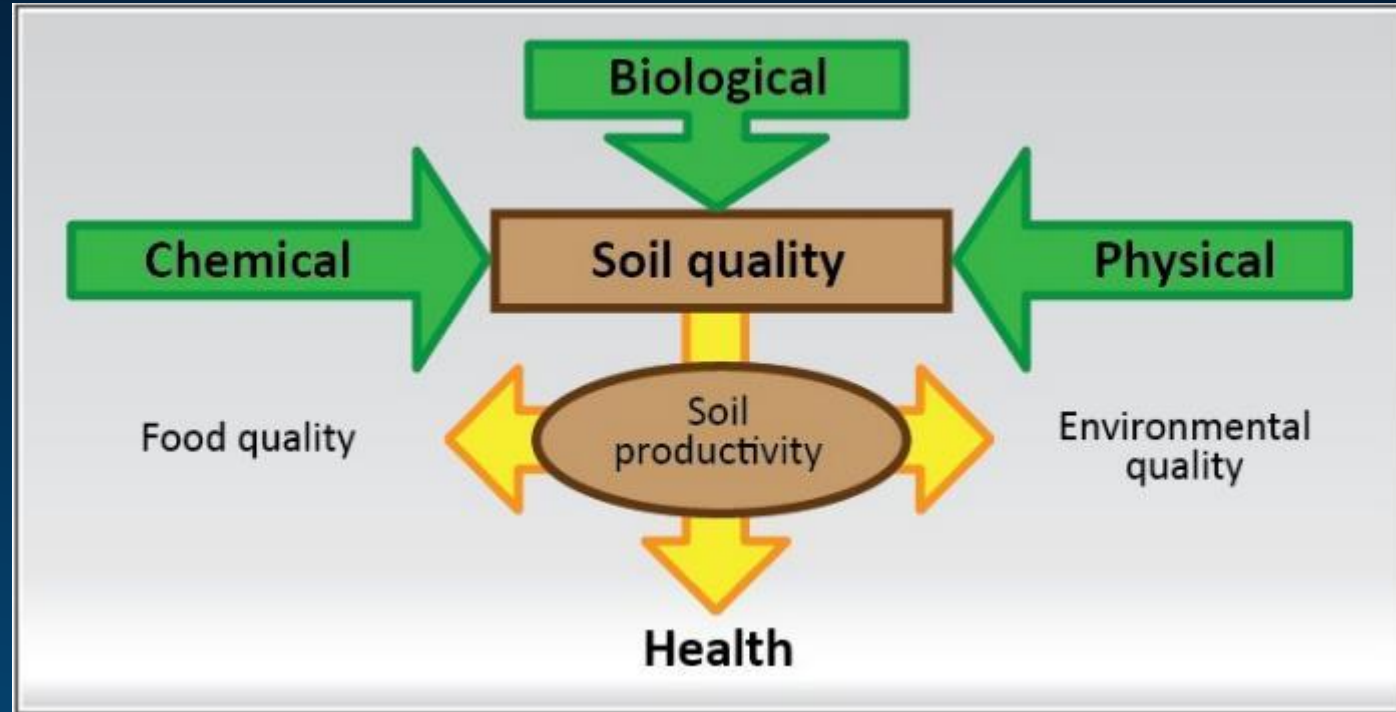 Biological
Chemical
Soil quality
Physical
Food quality
Soil
productivity
Environmental
quality
Health